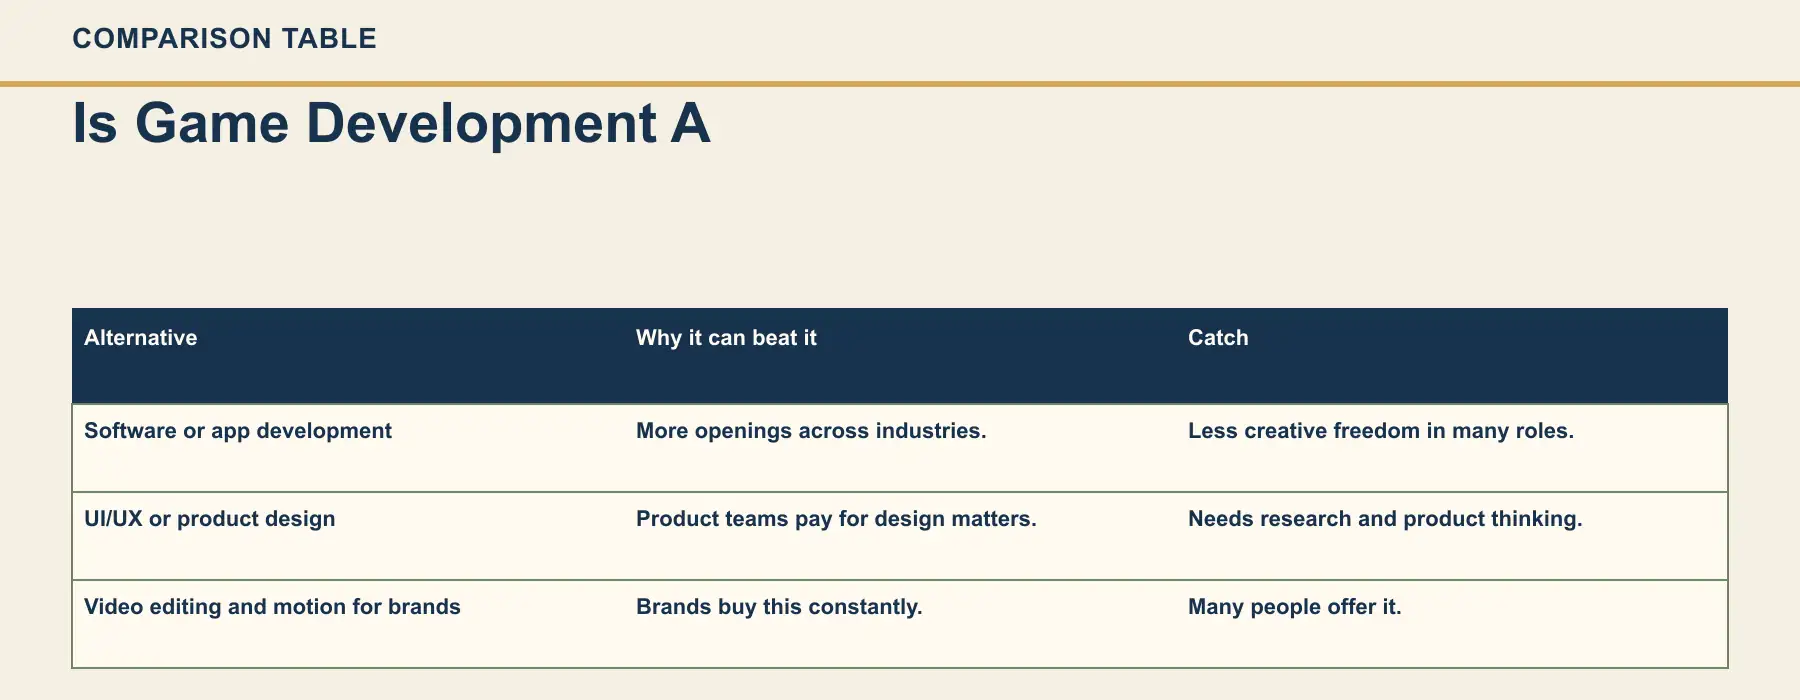 COMPARISON TABLE
Is Game Development A
Alternative Why it can beat it Catch
Software or app development More openings across industries. Less creative freedom in many roles.
UI/UX or product design Product teams pay for design matters. Needs research and product thinking.
Video editing and motion for brands Brands buy this constantly. Many people offer it.